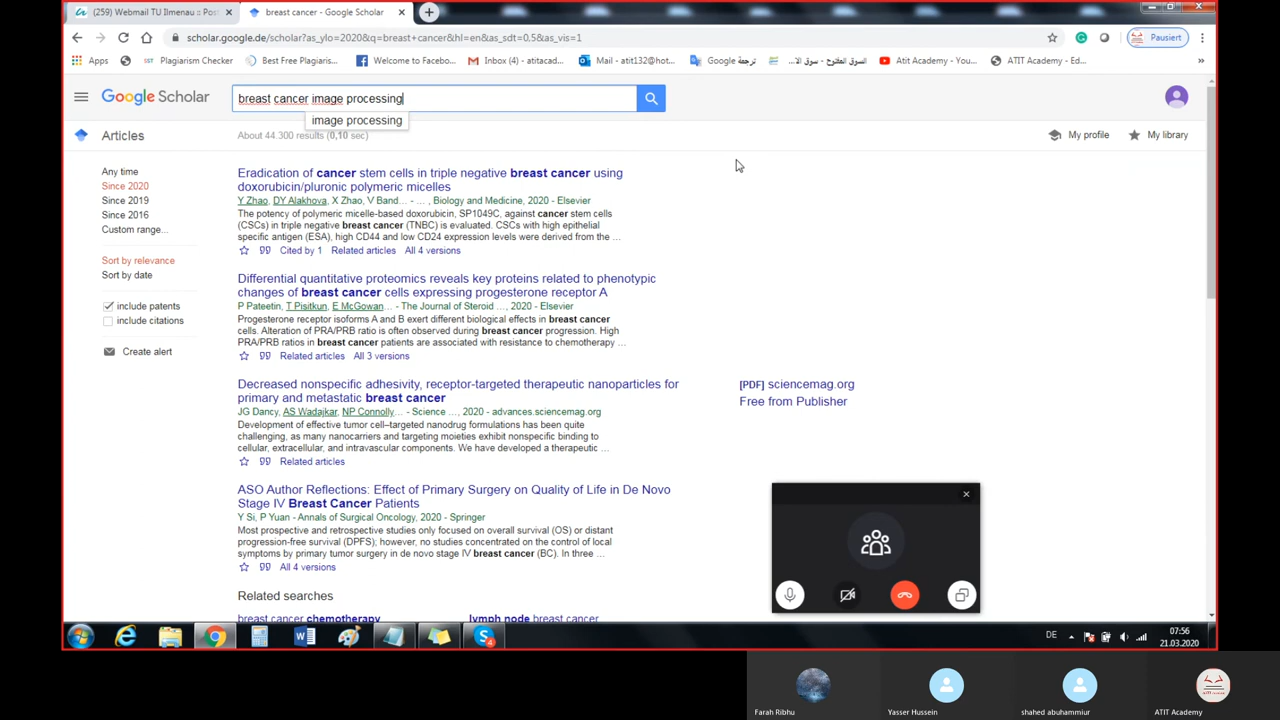 (259) Webmail TU Ilmenau :: Post
breast cancer - Google Scholar
scholar.google.de/scholar?as_ylo=2020&q=breast+cancer&hl=en&as_sdt=0,5&as_vis=1
Pausiert
Apps
SST
Plagiarism Checker
Best Free Plagiaris...
Welcome to Facebo...
Inbox (4) - atitacad...
Mail - atit132@hot...
ترجمة Google
السوق المفتوح - سوق الإ...
Atit Academy - You...
ATIT Academy - Ed...
Google Scholar
breast cancer image processing
image processing
Articles
About 44.300 results (0,10 sec)
My profile
My library
Any time
Since 2020
Since 2019
Since 2016
Custom range...
Sort by relevance
Sort by date
include patents
include citations
Create alert
Eradication of cancer stem cells in triple negative breast cancer using
doxorubicin/pluronic polymeric micelles
Y Zhao, DY Alakhova, X Zhao, V Band... - ... , Biology and Medicine, 2020 - Elsevier
The potency of polymeric micelle-based doxorubicin, SP1049C, against cancer stem cells
(CSCs) in triple negative breast cancer (TNBC) is evaluated. CSCs with high epithelial
specific antigen (ESA), high CD44 and low CD24 expression levels were derived from the ...
Cited by 1 Related articles All 4 versions
Differential quantitative proteomics reveals key proteins related to phenotypic
changes of breast cancer cells expressing progesterone receptor A
P Pateetin, T Pisitkun, E McGowan... - The Journal of Steroid ..., 2020 - Elsevier
Progesterone receptor isoforms A and B exert different biological effects in breast cancer
cells. Alteration of PRA/PRB ratio is often observed during breast cancer progression. High
PRA/PRB ratios in breast cancer patients are associated with resistance to chemotherapy ...
Related articles All 3 versions
Decreased nonspecific adhesivity, receptor-targeted therapeutic nanoparticles for
primary and metastatic breast cancer
JG Dancy, AS Wadajkar, NP Connolly... - Science ..., 2020 - advances.sciencemag.org
Development of effective tumor cell–targeted nanodrug formulations has been quite
challenging, as many nanocarriers and targeting moieties exhibit nonspecific binding to
cellular, extracellular, and intravascular components. We have developed a therapeutic ...
Related articles
[PDF] sciencemag.org
Free from Publisher
ASO Author Reflections: Effect of Primary Surgery on Quality of Life in De Novo
Stage IV Breast Cancer Patients
Y Si, P Yuan - Annals of Surgical Oncology, 2020 - Springer
Most prospective and retrospective studies only focused on overall survival (OS) or distant
progression-free survival (DPFS); however, no studies concentrated on the control of local
symptoms by primary tumor surgery in de novo stage IV breast cancer (BC). In three ...
All 4 versions
Related searches
breast cancer chemotherapy
lymph node breast cancer
DE
07:56
21.03.2020
Farah Ribhu
Yasser Hussein
shahed abuhammiur
ATIT Academy